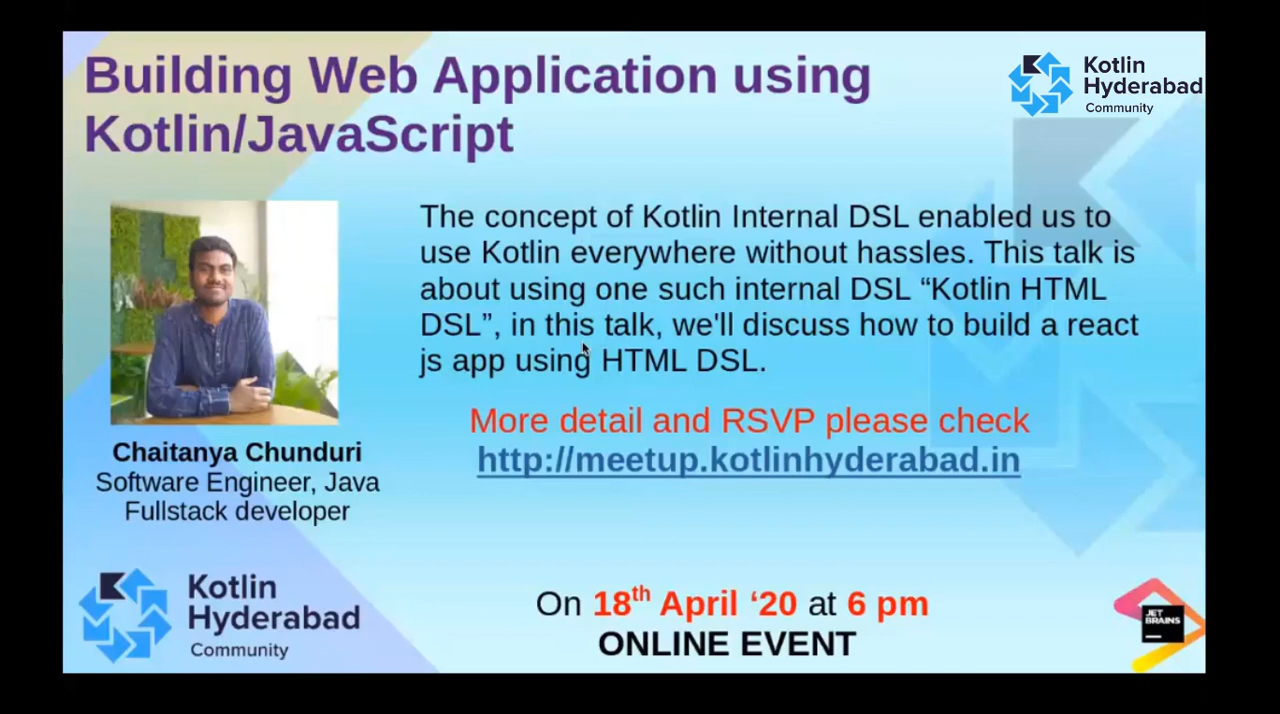 Building Web Application using
Kotlin/JavaScript
Kotlin
Hyderabad
Community
The concept of Kotlin Internal DSL enabled us to
use Kotlin everywhere without hassles. This talk is
about using one such internal DSL “Kotlin HTML
DSL”, in this talk, we'll discuss how to build a react
js app using HTML DSL.
More detail and RSVP please check
http://meetup.kotlinhyderabad.in
Chaitanya Chunduri
Software Engineer, Java
Fullstack developer
Kotlin
Hyderabad
Community
On 18th April ‘20 at 6 pm
ONLINE EVENT
JET
BRAINS